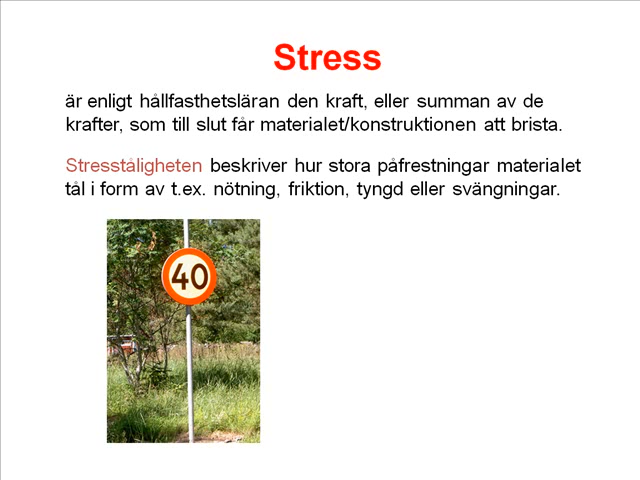 Stress
är enligt hållfasthetsläran den kraft, eller summan av de
krafter, som till slut får materialet/konstruktionen att brista.
Stresståligheten beskriver hur stora påfrestningar materialet
tål i form av t.ex. nötning, friktion, tyngd eller svängningar.
40